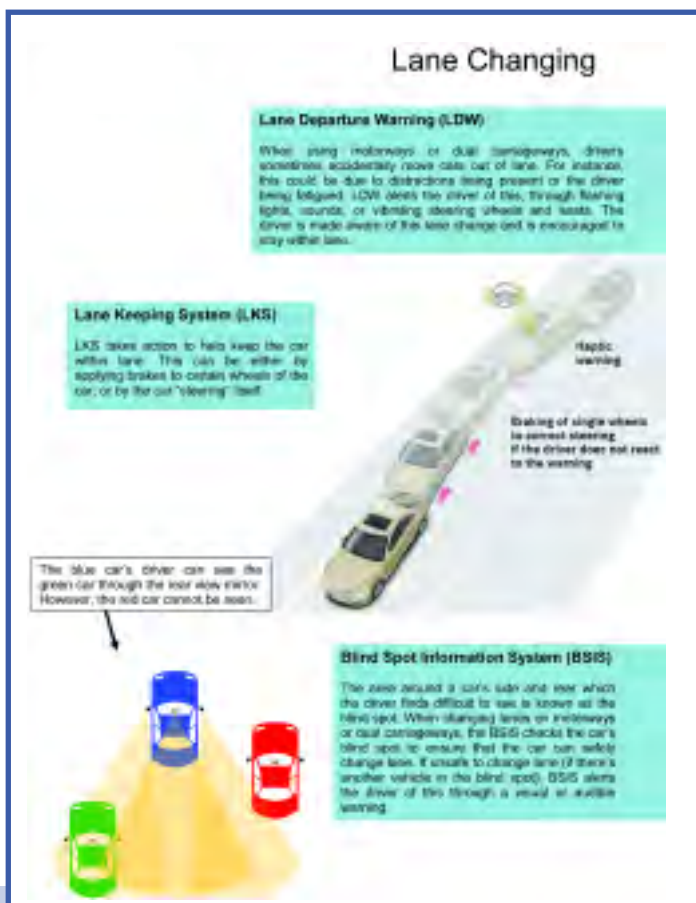 Lane Changing
Lane Departure Warning (LDW)
When using motorways or dual carriageways, drivers
sometimes accidentally move cars out of lane. For instance,
this could be due to distractions being present or the driver
being fatigued. LDW alerts the driver of this, through flashing
lights, sounds, or vibrating steering wheels and seats. The
driver is made aware of this lane change and is encouraged to
stay within lane.
Lane Keeping System (LKS)
LKS takes action to help keep the car
within lane. This can be either by
applying brakes to certain wheels of the
car, or by the car "steering" itself.
Haptic
warning
Braking of single wheels
to correct steering
if the driver does not react
to the warning
The blue car's driver can see the
green car through the rear view mirror.
However, the red car cannot be seen.
Blind Spot Information System (BSIS)
The area around a car's side and rear which
the driver finds difficult to see is known as the
blind spot. When changing lanes on motorways
or dual carriageways, the BSIS checks the car's
blind spot to ensure that the car can safely
change lane. If unsafe to change lane (if there's
another vehicle in the blind spot), BSIS alerts
the driver of this through a visual or audible
warning.